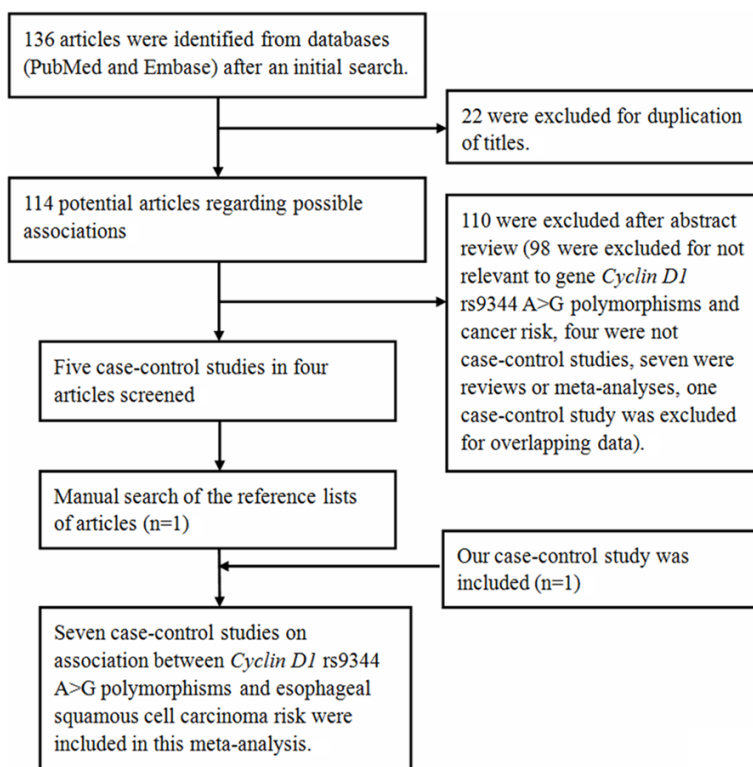 136 articles were identified from databases
(PubMed and Embase) after an initial search.
22 were excluded for duplication
of titles.
114 potential articles regarding possible
associations
110 were excluded after abstract
review (98 were excluded for not
relevant to gene Cyclin D1
rs9344 A>G polymorphisms and
cancer risk, four were not
case-control studies, seven were
reviews or meta-analyses, one
case-control study was excluded
for overlapping data).
Five case-control studies in four
articles screened
Manual search of the reference lists
of articles (n=1)
Our case-control study was
included (n=1)
Seven case-control studies on
association between Cyclin D1 rs9344
A>G polymorphisms and esophageal
squamous cell carcinoma risk were
included in this meta-analysis.